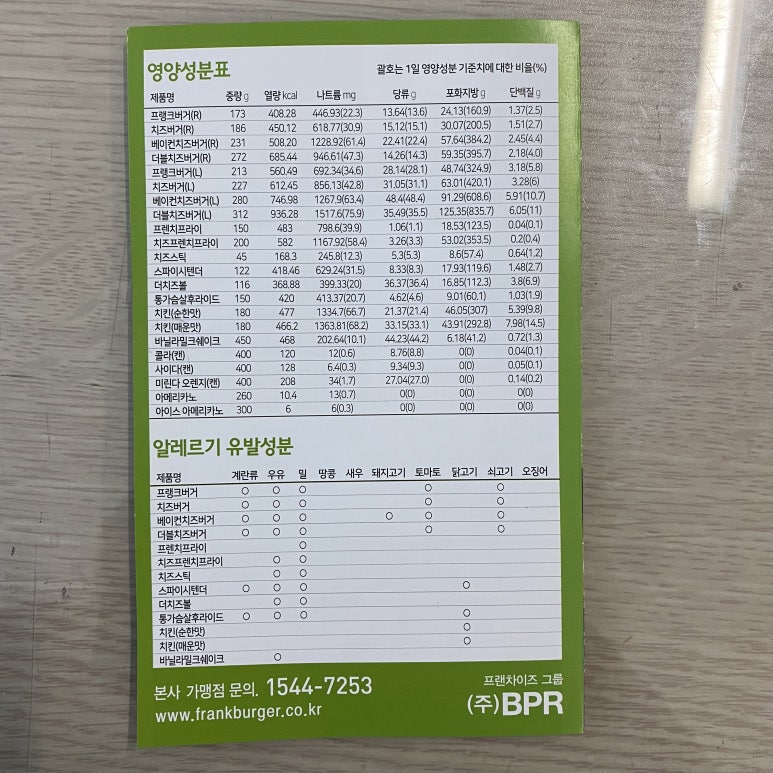 영양성분표 괄호는 1일 영양성분 기준치에 대한 비율(%)
제품명 중량 g 열량 kcal 나트륨 mg 당류 g 포화지방 g 단백질 g
프랭크버거(R) 173 408.28 446.93(22.3) 13.64(13.6) 24.13(160.9) 1.37(2.5)
치즈버거(R) 186 450.12 618.77(30.9) 15.12(15.1) 30.07(200.5) 1.51(2.7)
베이컨치즈버거(R) 231 508.20 1228.92(61.4) 22.41(22.4) 57.64(384.2) 2.45(4.4)
더블치즈버거(R) 272 685.44 946.61(47.3) 14.26(14.3) 59.35(395.7) 2.18(4.0)
프랭크버거(L) 213 560.49 692.34(34.6) 28.14(28.1) 48.74(324.9) 3.18(5.8)
치즈버거(L) 227 612.45 856.13(42.8) 31.05(31.1) 63.01(420.1) 3.28(6)
베이컨치즈버거(L) 280 746.98 1267.9(63.4) 48.4(48.4) 91.29(608.6) 5.91(10.7)
더블치즈버거(L) 312 936.28 1517.6(75.9) 35.49(35.5) 125.35(835.7) 6.05(11)
프렌치프라이 150 483 798.6(39.9) 1.06(1.1) 18.53(123.5) 0.04(0.1)
치즈프렌치프라이 200 582 1167.92(58.4) 3.26(3.3) 53.02(353.5) 0.2(0.4)
치즈스틱 45 168.3 245.8(12.3) 5.3(5.3) 8.6(57.4) 0.64(1.2)
스파이시텐더 122 418.46 629.24(31.5) 8.33(8.3) 17.93(119.6) 1.48(2.7)
더치즈볼 116 368.88 399.33(20) 36.37(36.4) 16.85(112.3) 3.8(6.9)
통가슴살후라이드 150 420 413.37(20.7) 4.62(4.6) 9.01(60.1) 1.03(1.9)
치킨(순한맛) 180 477 1334.7(66.7) 21.37(21.4) 46.05(307) 5.39(9.8)
치킨(매운맛) 180 466.2 1363.81(68.2) 33.15(33.1) 43.91(292.8) 7.98(14.5)
바닐라밀크쉐이크 450 468 202.64(10.1) 44.23(44.2) 6.18(41.2) 0.72(1.3)
콜라(캔) 400 120 12(0.6) 8.76(8.8) 0(0) 0.04(0.1)
사이다(캔) 400 128 6.4(0.3) 9.34(9.3) 0(0) 0.05(0.1)
미린다 오렌지(캔) 400 208 34(1.7) 27.04(27.0) 0(0) 0.14(0.2)
아메리카노 260 10.4 13(0.7) 0(0) 0(0) 0(0)
아이스 아메리카노 300 6 6(0.3) 0(0) 0(0) 0(0)
알레르기 유발성분
제품명 계란류 우유 밀 땅콩 새우 돼지고기 토마토 닭고기 쇠고기 오징어
프랭크버거 O O O O O
치즈버거 O O O O O
베이컨치즈버거 O O O O O O
더블치즈버거 O O O O O
프렌치프라이 O
치즈프렌치프라이 O O
치즈스틱 O O
스파이시텐더 O O O O
더치즈볼 O O
통가슴살후라이드 O O O O
치킨(순한맛) O
치킨(매운맛) O
바닐라밀크쉐이크 O
본사 가맹점 문의. 1544-7253
www.frankburger.co.kr
프랜차이즈 그룹
(주)BPR